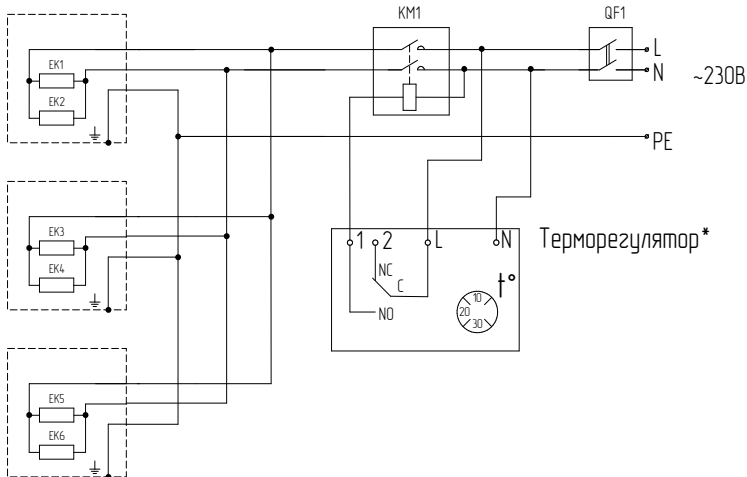 KM1
QF1
EK1
EK2
L
N
~230В
PE
EK3
EK4
1
2
L
N
Терморегулятор*
NC
C
NO
t°
10
20
30
EK5
EK6